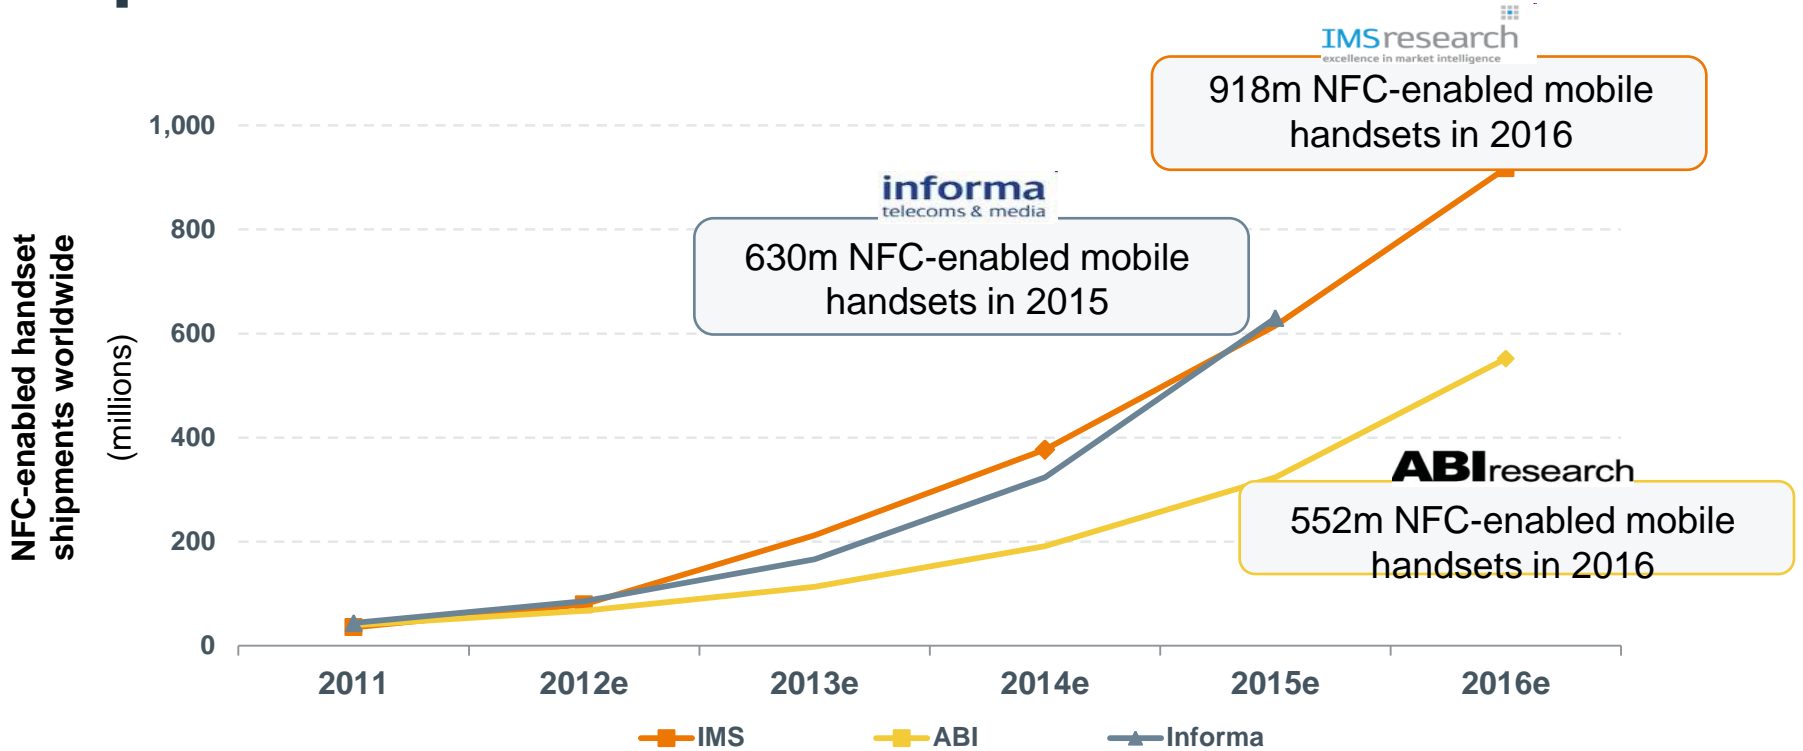 IMSresearch
excellence in market intelligence
918m NFC-enabled mobile
handsets in 2016
informa
telecoms & media
630m NFC-enabled mobile
handsets in 2015
ABIresearch
552m NFC-enabled mobile
handsets in 2016
NFC-enabled handset
shipments worldwide
(millions)
1,000
800
600
400
200
0
2011 2012e 2013e 2014e 2015e 2016e
IMS ABI Informa